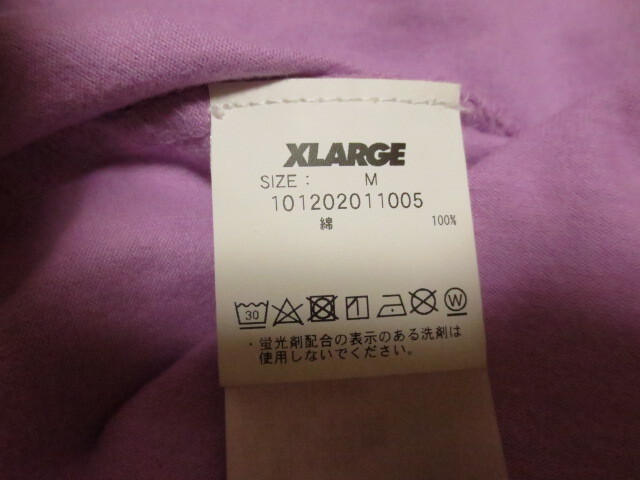 XLARGE
SIZE : M
101202011005
綿 100%
30 W
・蛍光剤配合の表示のある洗剤は
使用しないでください。